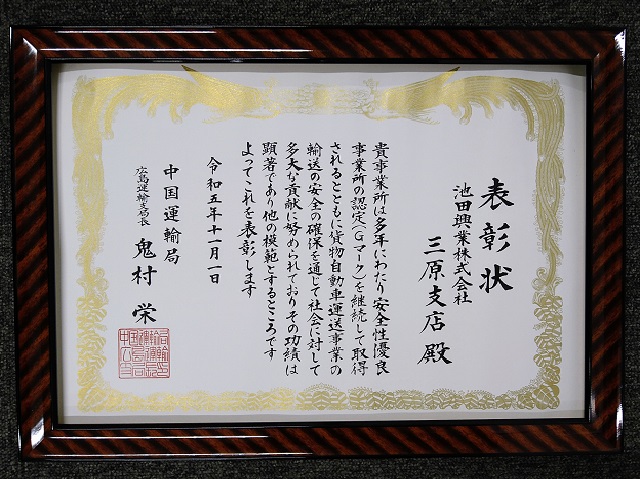 表彰状
池田興業株式会社
三原支店 殿
貴事業所は多年にわたり安全性優良
事業所の認定(Gマーク)を継続して取得
されるとともに貨物自動車運送事業の
輸送の安全の確保を通じて社会に対して
多大な貢献に努められておりその功績は
顕著であり他の模範とするところです
よってこれを表彰します
令和五年十一月一日
中国運輸局
広島運輸支局長 鬼村 栄